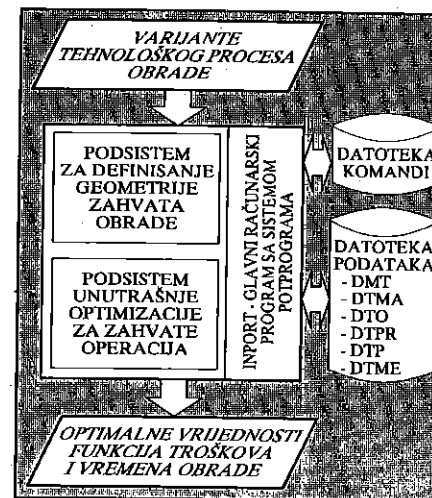 VARIJANTE
TEHNOLOŠKOG PROCESA
OBRADE
PODSISTEM
ZA DEFINISANJE
GEOMETRIJE
ZAHVATA
OBRADE
PODSISTEM
UNUTRAŠNJE
OPTIMIZACIJE
ZA ZAHVATE
OPERACIJA
INPORT - GLAVNI RAČUNARSKI
PROGRAM SA SISTEMOM
POTPROGRAMA
DATOTEKA
KOMANDI
DATOTEKA
PODATAKA
- DMT
- DTMA
- DTO
- DTPR
- DTP
- DTME
OPTIMALNE VRIJEDNOSTI
FUNKCIJA TROŠKOVA
I VREMENA OBRADE